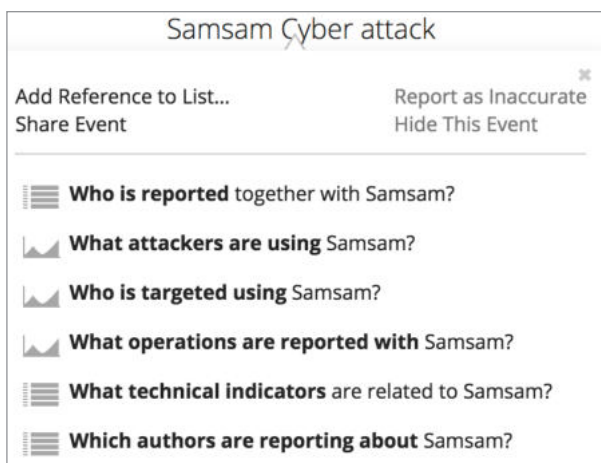 Samsam Cyber attack
Add Reference to List...
Report as Inaccurate
Share Event
Hide This Event
Who is reported together with Samsam?
What attackers are using Samsam?
Who is targeted using Samsam?
What operations are reported with Samsam?
What technical indicators are related to Samsam?
Which authors are reporting about Samsam?